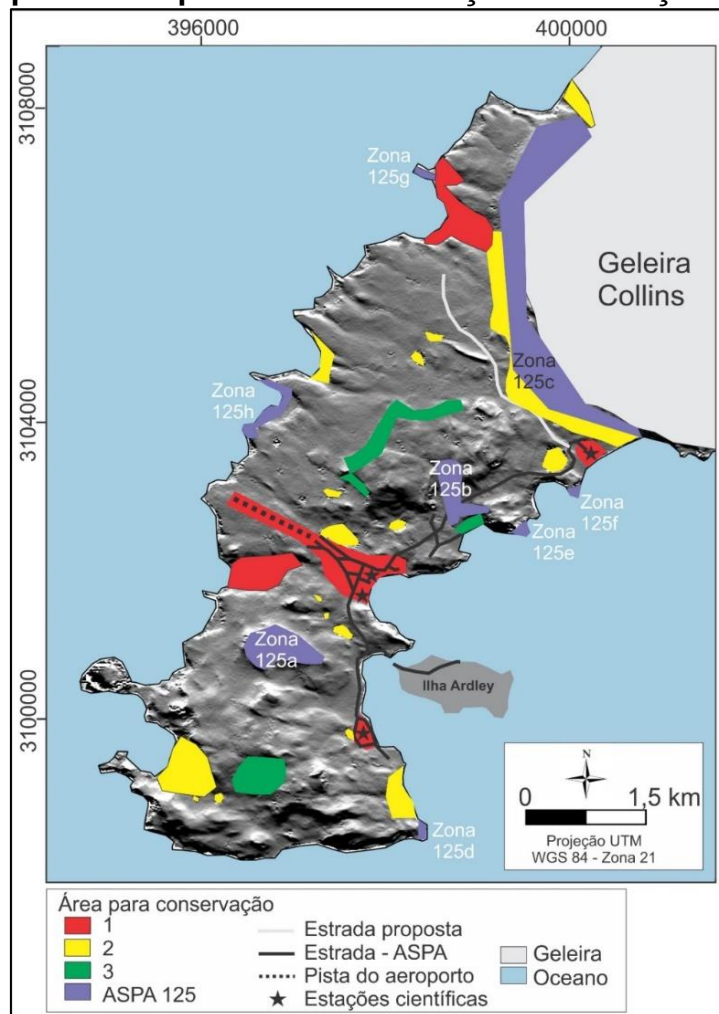 396000
400000
3108000
3104000
3100000
Zona
125g
Geleira
Collins
Zona
125c
Zona
125h
Zona
125b
Zona
125f
Zona
125e
Zona
125a
Ilha Ardley
Zona
125d
N
0
1,5 km
Projeção UTM
WGS 84 - Zona 21
Área para conservação
1
2
3
ASPA 125
Estrada proposta
Estrada - ASPA
Pista do aeroporto
Estações científicas
Geleira
Oceano